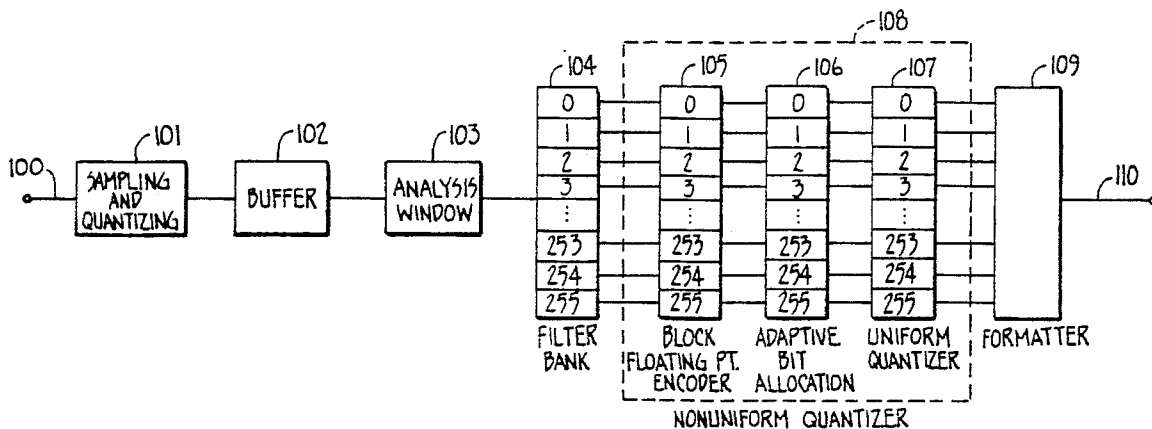 108
104
105
106
107
109
101
102
103
100
110
SAMPLING
AND
QUANTIZING
BUFFER
ANALYSIS
WINDOW
0
1
2
3
⋮
253
254
255
FILTER
BANK
0
1
2
3
⋮
253
254
255
BLOCK
FLOATING PT.
ENCODER
0
1
2
3
⋮
253
254
255
ADAPTIVE
BIT
ALLOCATION
0
1
2
3
⋮
253
254
255
UNIFORM
QUANTIZER
FORMATTER
NONUNIFORM QUANTIZER